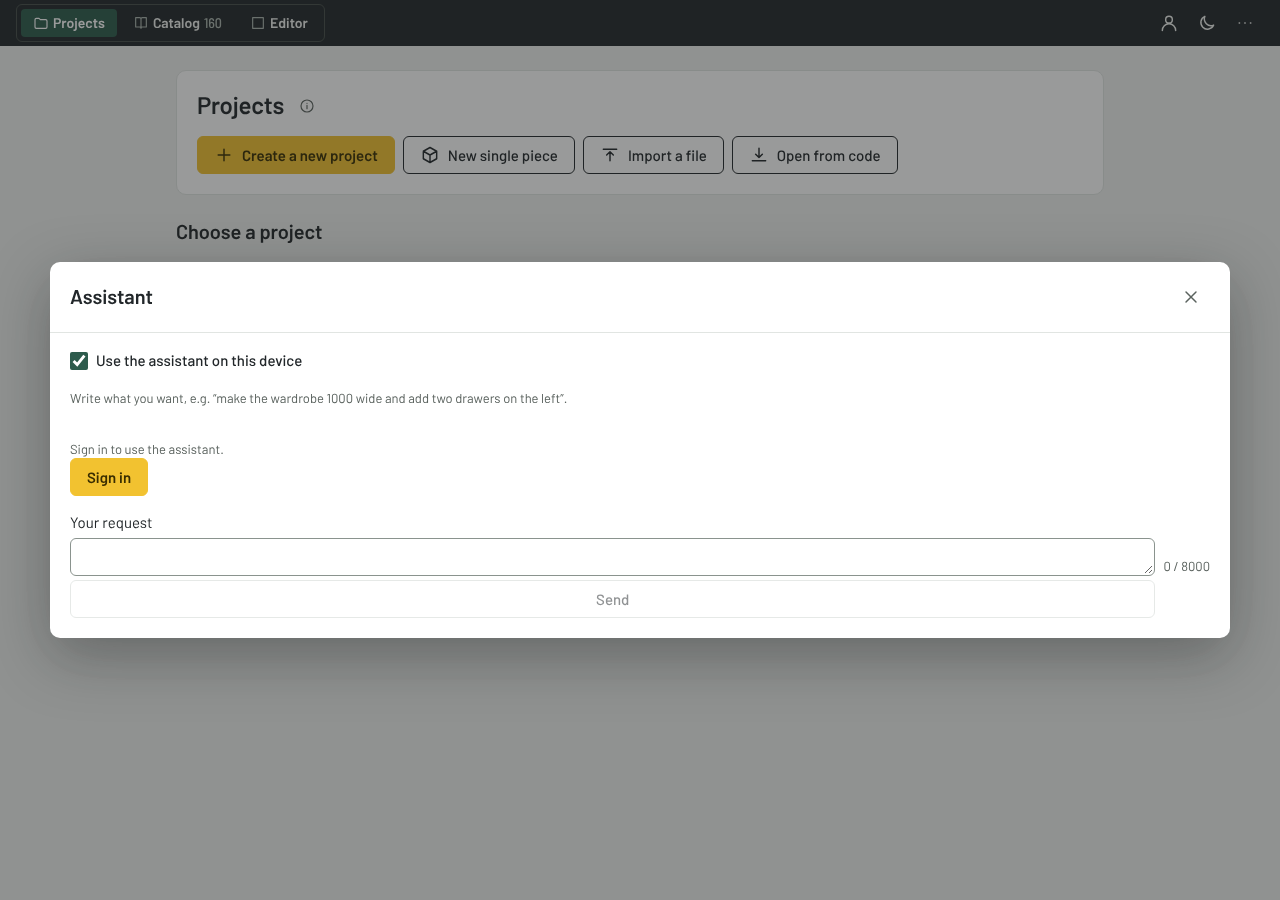 Projects
Catalog 160
Editor
Projects
Create a new project
New single piece
Import a file
Open from code
Choose a project
Assistant
Use the assistant on this device
Write what you want, e.g. “make the wardrobe 1000 wide and add two drawers on the left”.
Sign in to use the assistant.
Sign in
Your request
0 / 8000
Send